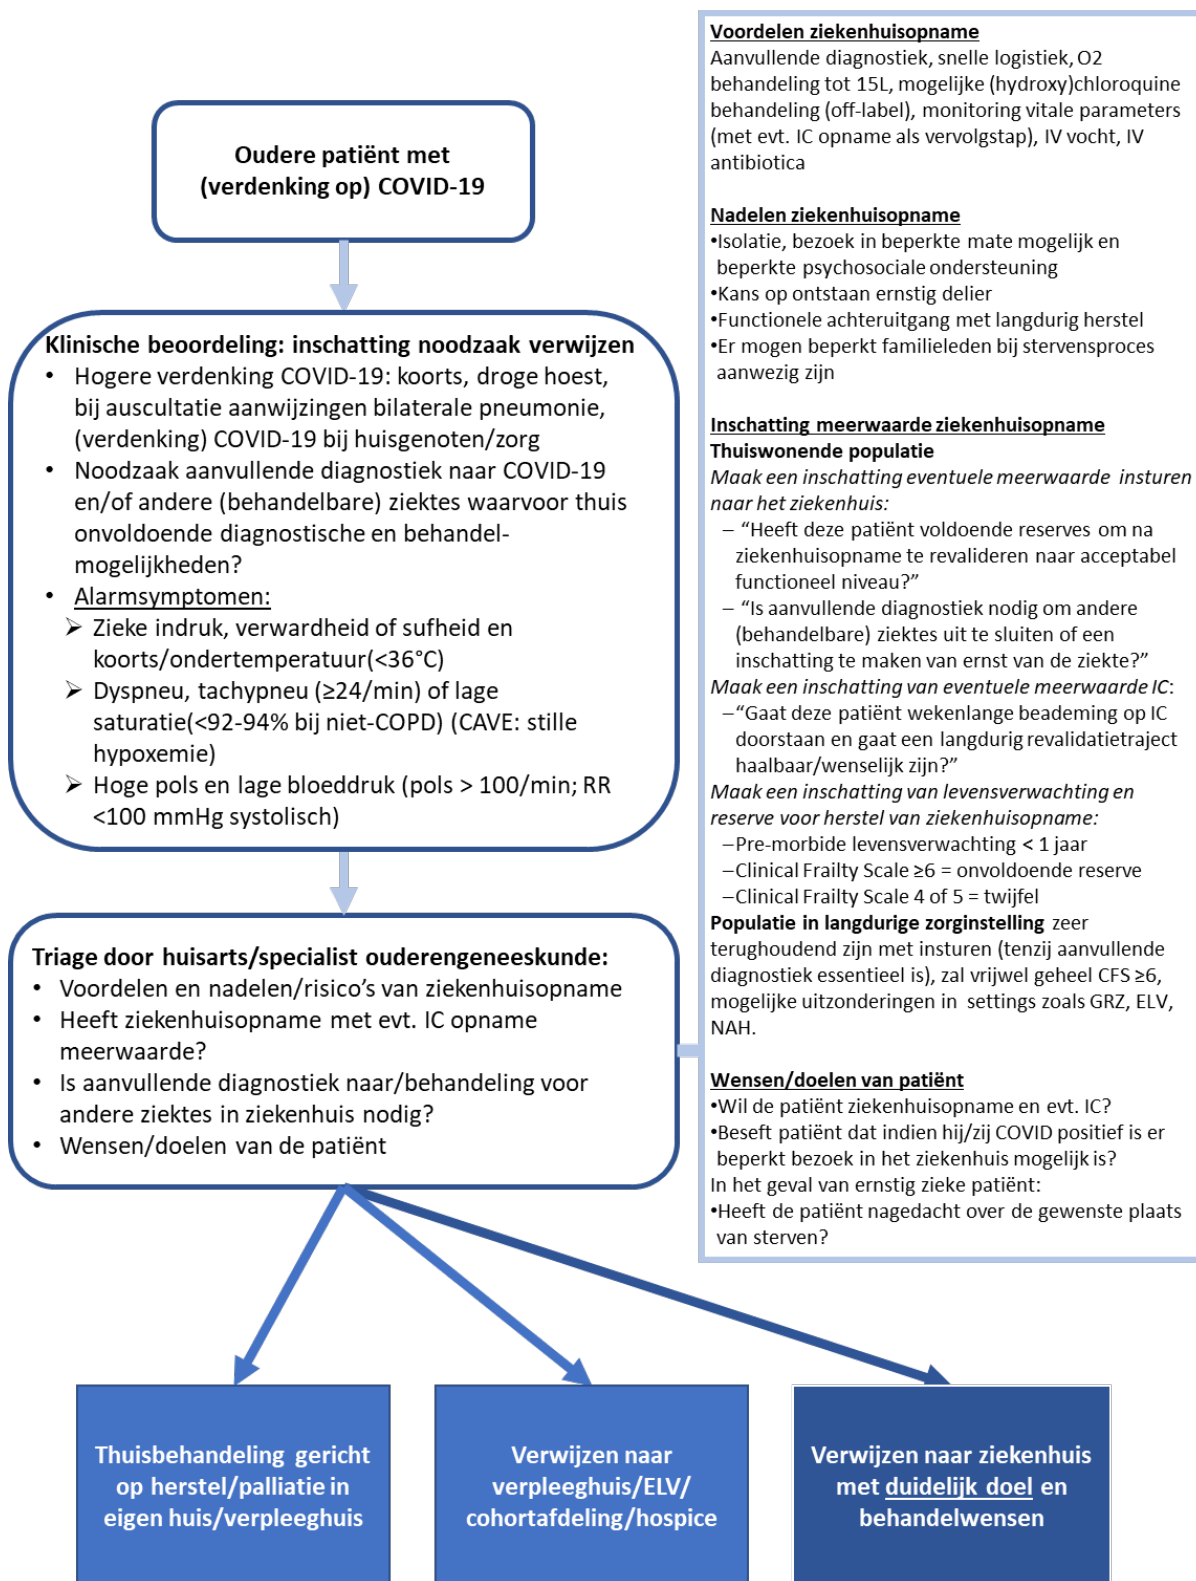 Oudere patiënt met
(verdenking op) COVID-19
Klinische beoordeling: inschatting noodzaak verwijzen
• Hogere verdenking COVID-19: koorts, droge hoest,
bij auscultatie aanwijzingen bilaterale pneumonie,
(verdenking) COVID-19 bij huisgenoten/zorg
• Noodzaak aanvullende diagnostiek naar COVID-19
en/of andere (behandelbare) ziektes waarvoor thuis
onvoldoende diagnostische en behandel-
mogelijkheden?
• Alarmsymptomen:
➢ Zieke indruk, verwardheid of sufheid en
koorts/ondertemperatuur(<36°C)
➢ Dyspneu, tachypneu (≥24/min) of lage
saturatie(<92-94% bij niet-COPD) (CAVE: stille
hypoxemie)
➢ Hoge pols en lage bloeddruk (pols > 100/min; RR
<100 mmHg systolisch)
Triage door huisarts/specialist ouderengeneeskunde:
• Voordelen en nadelen/risico’s van ziekenhuisopname
• Heeft ziekenhuisopname met evt. IC opname
meerwaarde?
• Is aanvullende diagnostiek naar/behandeling voor
andere ziektes in ziekenhuis nodig?
• Wensen/doelen van de patiënt
Voordelen ziekenhuisopname
Aanvullende diagnostiek, snelle logistiek, O2
behandeling tot 15L, mogelijke (hydroxy)chloroquine
behandeling (off-label), monitoring vitale parameters
(met evt. IC opname als vervolgstap), IV vocht, IV
antibiotica
Nadelen ziekenhuisopname
•Isolatie, bezoek in beperkte mate mogelijk en
beperkte psychosociale ondersteuning
•Kans op ontstaan ernstig delier
•Functionele achteruitgang met langdurig herstel
•Er mogen beperkt familieleden bij stervensproces
aanwezig zijn
Inschatting meerwaarde ziekenhuisopname
Thuiswonende populatie
Maak een inschatting eventuele meerwaarde insturen
naar het ziekenhuis:
– “Heeft deze patiënt voldoende reserves om na
ziekenhuisopname te revalideren naar acceptabel
functioneel niveau?”
– “Is aanvullende diagnostiek nodig om andere
(behandelbare) ziektes uit te sluiten of een
inschatting te maken van ernst van de ziekte?”
Maak een inschatting van eventuele meerwaarde IC:
–“Gaat deze patiënt wekenlange beademing op IC
doorstaan en gaat een langdurig revalidatietraject
haalbaar/wenselijk zijn?”
Maak een inschatting van levensverwachting en
reserve voor herstel van ziekenhuisopname:
–Pre-morbide levensverwachting < 1 jaar
–Clinical Frailty Scale ≥6 = onvoldoende reserve
–Clinical Frailty Scale 4 of 5 = twijfel
Populatie in langdurige zorginstelling zeer
terughoudend zijn met insturen (tenzij aanvullende
diagnostiek essentieel is), zal vrijwel geheel CFS ≥6,
mogelijke uitzonderingen in settings zoals GRZ, ELV,
NAH.
Wensen/doelen van patiënt
•Wil de patiënt ziekenhuisopname en evt. IC?
•Beseft patiënt dat indien hij/zij COVID positief is er
beperkt bezoek in het ziekenhuis mogelijk is?
In het geval van ernstig zieke patiënt:
•Heeft de patiënt nagedacht over de gewenste plaats
van sterven?
Thuisbehandeling gericht
op herstel/palliatie in
eigen huis/verpleeghuis
Verwijzen naar
verpleeghuis/ELV/
cohortafdeling/hospice
Verwijzen naar ziekenhuis
met duidelijk doel en
behandelwensen